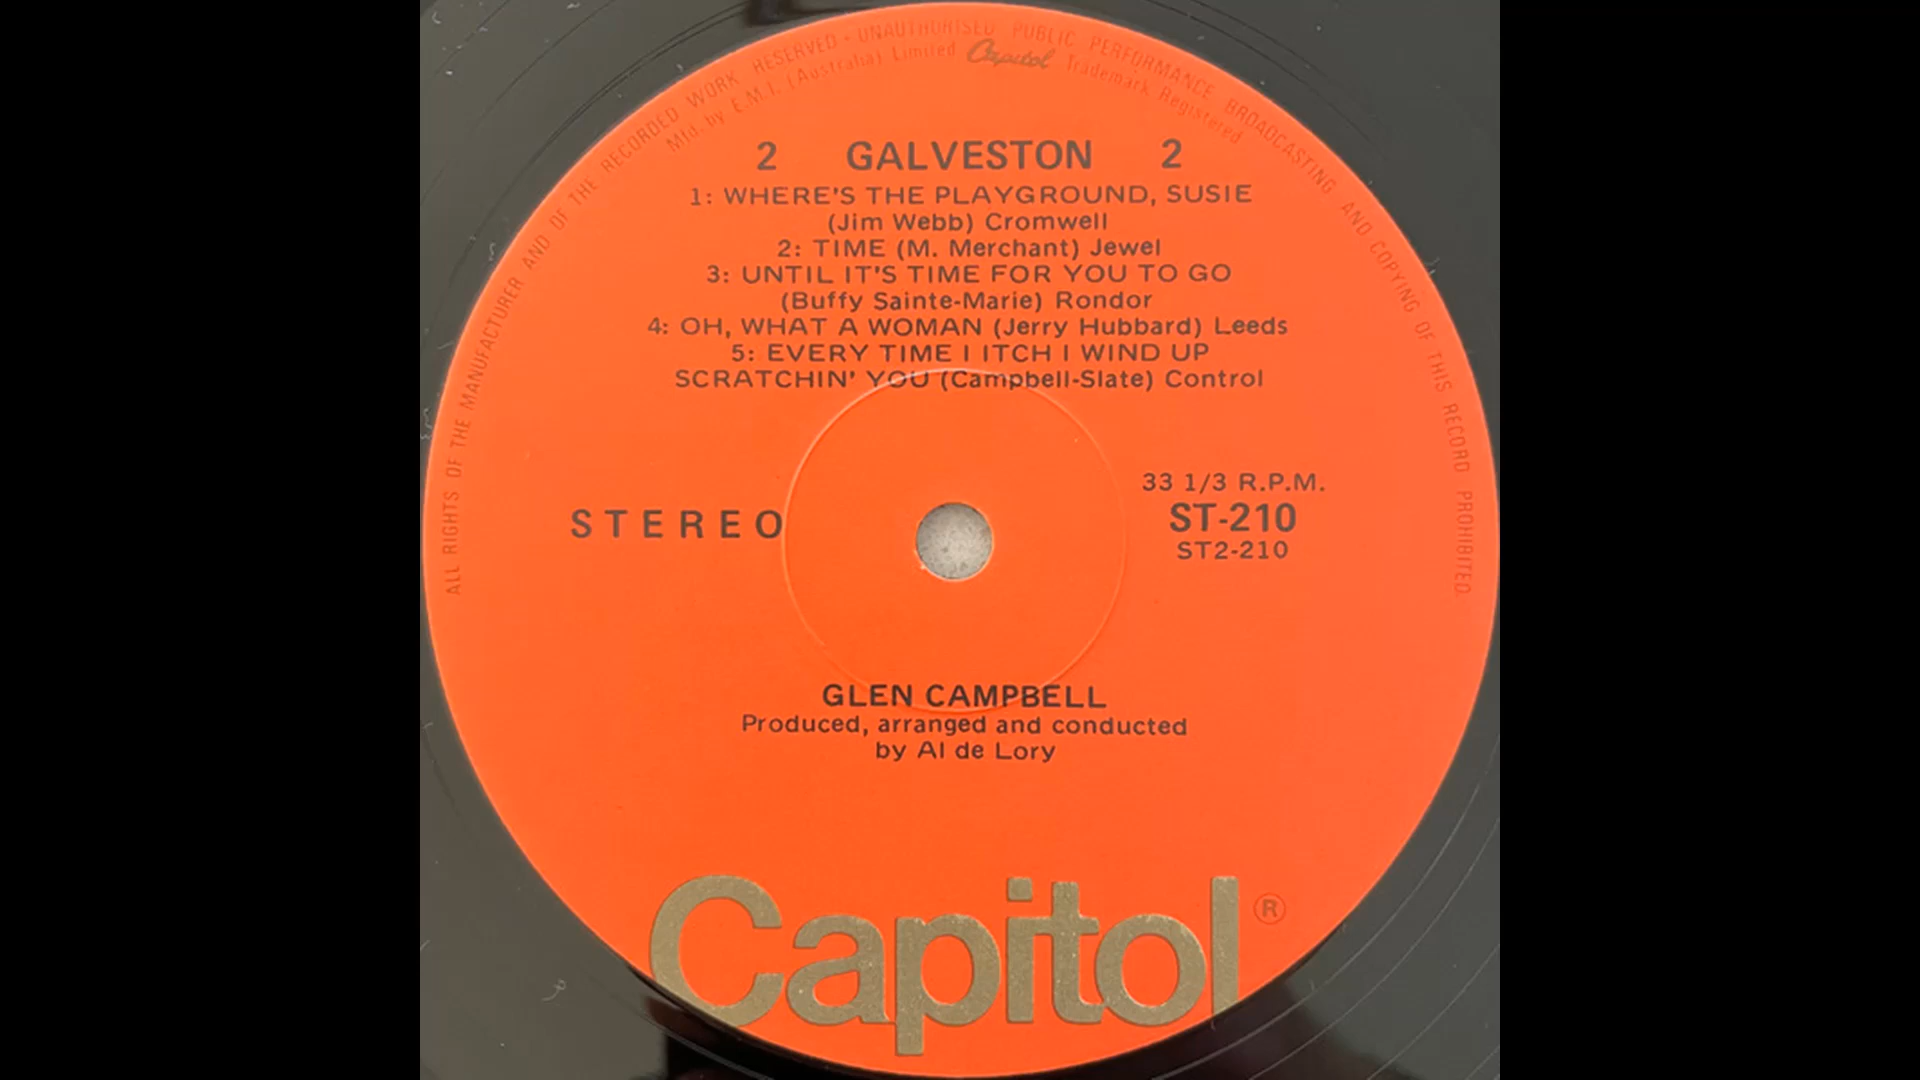 ALL RIGHTS OF THE MANUFACTURER AND OF THE RECORDED WORK RESERVED - UNAUTHORISED PUBLIC PERFORMANCE BROADCASTING AND COPYING OF THIS RECORD PROHIBITED.
Mfd. by E.M.I. (Australia) Limited Capitol Trademark Registered
2 GALVESTON 2
1: WHERE'S THE PLAYGROUND, SUSIE
(Jim Webb) Cromwell
2: TIME (M. Merchant) Jewel
3: UNTIL IT'S TIME FOR YOU TO GO
(Buffy Sainte-Marie) Rondor
4: OH, WHAT A WOMAN (Jerry Hubbard) Leeds
5: EVERY TIME I ITCH I WIND UP
SCRATCHIN' YOU (Campbell-Slate) Control
33 1/3 R.P.M.
STEREO ST-210
ST2-210
GLEN CAMPBELL
Produced, arranged and conducted
by Al de Lory
Capitol ®